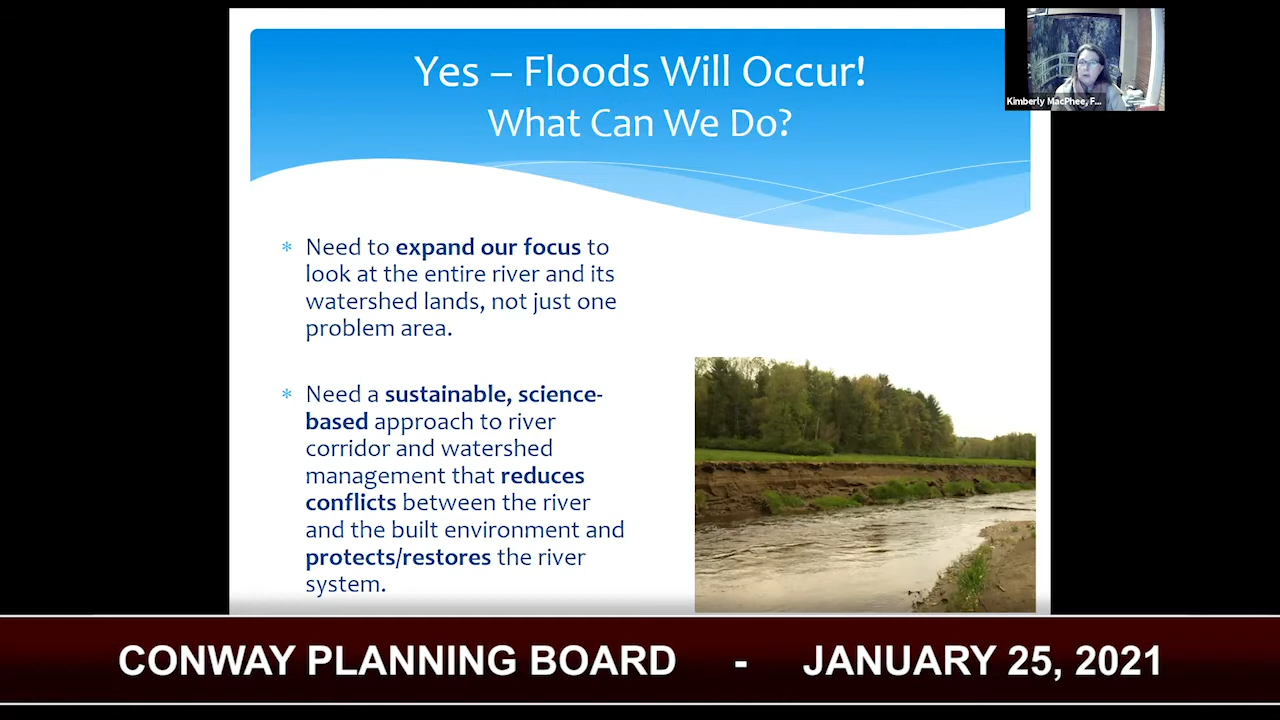 Yes – Floods Will Occur!
What Can We Do?
Kimberly MacPhee, F...
* Need to expand our focus to
look at the entire river and its
watershed lands, not just one
problem area.
* Need a sustainable, science-
based approach to river
corridor and watershed
management that reduces
conflicts between the river
and the built environment and
protects/restores the river
system.
CONWAY PLANNING BOARD - JANUARY 25, 2021